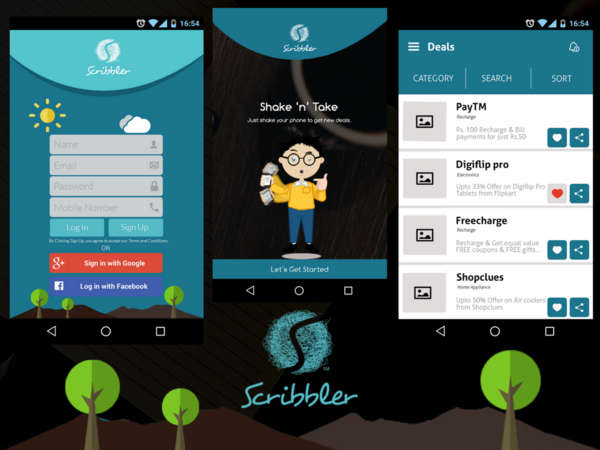 16:54
Scribbler
Name
Email
Password
Mobile Number
Log In
Sign Up
By Clicking Sign Up, you agree to accept our Terms and Conditions
OR
g+ Sign in with Google
f Log in with Facebook
Scribbler
Shake 'n' Take
Just shake your phone to get new deals.
Let's Get Started
16:54
Deals
CATEGORY
SEARCH
SORT
PayTM
Recharge
Rs. 100 Recharge & Bill
payments for just Rs.50
Digiflip pro
Electronics
Upto 33% Offer on Digiflip Pro
Tablets from Flipkart
Freecharge
Recharge
Recharge & Get equal value
FREE coupons & FREE gifts...
Shopclues
Home Appliance
Upto 50% Offer on Air coolers
from Shopclues
Scribbler
TM